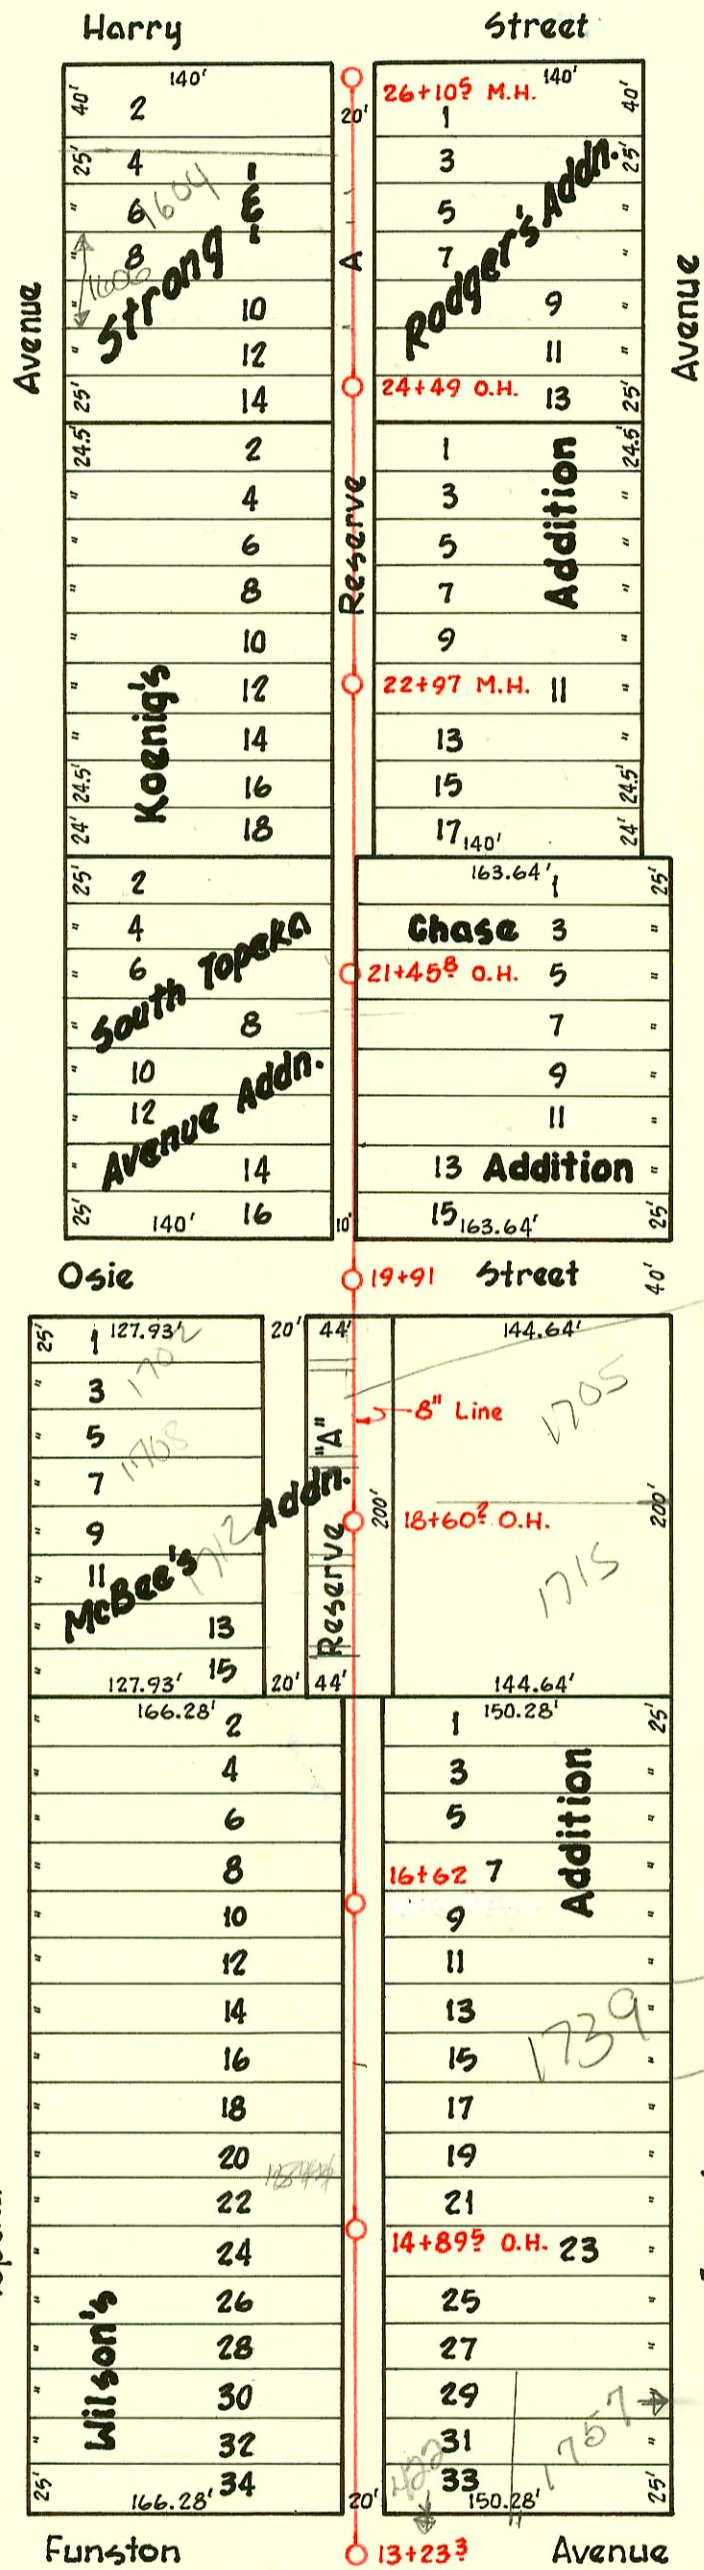 Harry Street
140' 140'
40' 2 20' 26+10⁵ M.H. 1 40'
25' 4 3 25'
" 6 1604 5 "
" 8 1606 7 "
" 10 9 "
" 12 11 "
25' 14 24+49 O.H. 13 25'
Strong & Rodger's Addn.
Avenue Avenue
Reserve A
24.5' 2 1 24.5'
" 4 3 "
" 6 5 "
" 8 7 "
" 10 9 "
" 12 22+97 M.H. 11 "
" 14 13 "
24.5' 16 15 24.5'
24' 18 17 140' 24'
Koenig's Addition
25' 2 163.64' 1 25'
" 4 Chase 3 "
" 6 21+45⁸ O.H. 5 "
" 8 7 "
" 10 9 "
" 12 11 "
" 14 13 Addition "
25' 140' 16 10' 15 163.64' 25'
South Topeka
Avenue Addn.
Osie 19+91 Street 40'
25' 1 127.93' 20' 44' 144.64'
" 3 1702 1705
" 5 8" Line
" 7 1708
" 9 200' 18+60² O.H. 200'
" 11 1712 1715
" 13
" 15 127.93' 20' 44' 144.64'
McBee's Addn.
Reserve "A"
" 166.28' 2 1 150.28' 25'
" 4 3 "
" 6 5 "
" 8 16+62 7 "
" 10 9 "
" 12 11 "
" 14 13 "
" 16 15 1739 "
" 18 17 "
" 20 19 "
" 22 21 "
" 24 14+89⁵ O.H. 23 "
" 26 25 "
" 28 27 "
" 30 29 "
" 32 31 1757 "
25' 166.28' 34 20' 422 33 150.28' 25'
Wilson's Addition
Funston 13+23³ Avenue